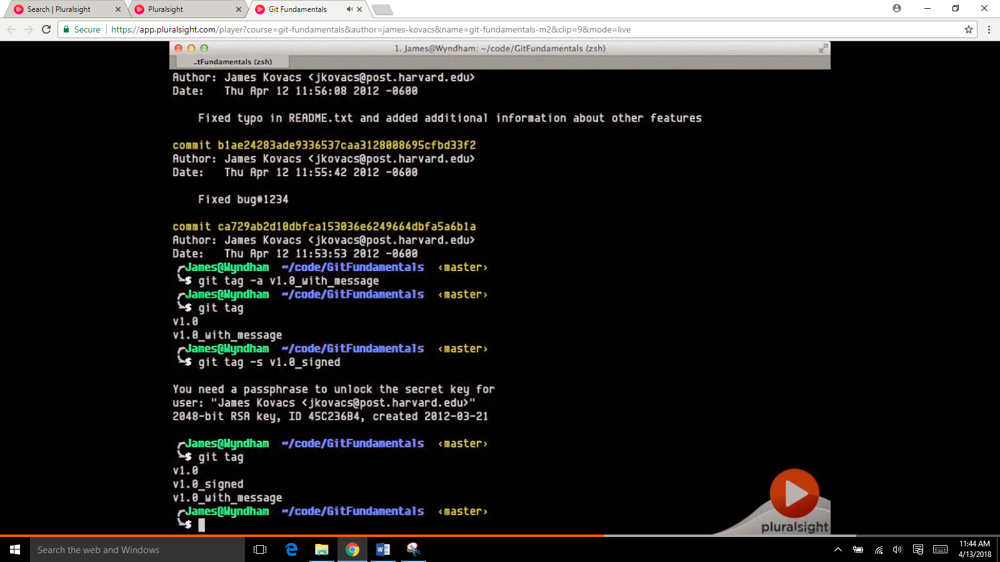 Search | Pluralsight
Pluralsight
Git Fundamentals
Secure
https://app.pluralsight.com/player?course=git-fundamentals&author=james-kovacs&name=git-fundamentals-m2&clip=9&mode=live
1. James@Wyndham: ~/code/GitFundamentals (zsh)
..tFundamentals (zsh)
Author: James Kovacs <jkovacs@post.harvard.edu>
Date:   Thu Apr 12 11:56:08 2012 -0600
Fixed typo in README.txt and added additional information about other features
commit b1ae24283ade9336537caa3128008695cfbd33f2
Author: James Kovacs <jkovacs@post.harvard.edu>
Date:   Thu Apr 12 11:55:42 2012 -0600
Fixed bug#1234
commit ca729ab2d10dbfca153036e6249664dbfa5a6b1a
Author: James Kovacs <jkovacs@post.harvard.edu>
Date:   Thu Apr 12 11:53:53 2012 -0600
James@Wyndham  ~/code/GitFundamentals  ‹master›
$ git tag -a v1.0_with_message
James@Wyndham  ~/code/GitFundamentals  ‹master›
$ git tag
v1.0
v1.0_with_message
James@Wyndham  ~/code/GitFundamentals  ‹master›
$ git tag -s v1.0_signed
You need a passphrase to unlock the secret key for
user: "James Kovacs <jkovacs@post.harvard.edu>"
2048-bit RSA key, ID 45C236B4, created 2012-03-21
James@Wyndham  ~/code/GitFundamentals  ‹master›
$ git tag
v1.0
v1.0_signed
v1.0_with_message
James@Wyndham  ~/code/GitFundamentals  ‹master›
$
pluralsight
Search the web and Windows
11:44 AM
4/13/2018